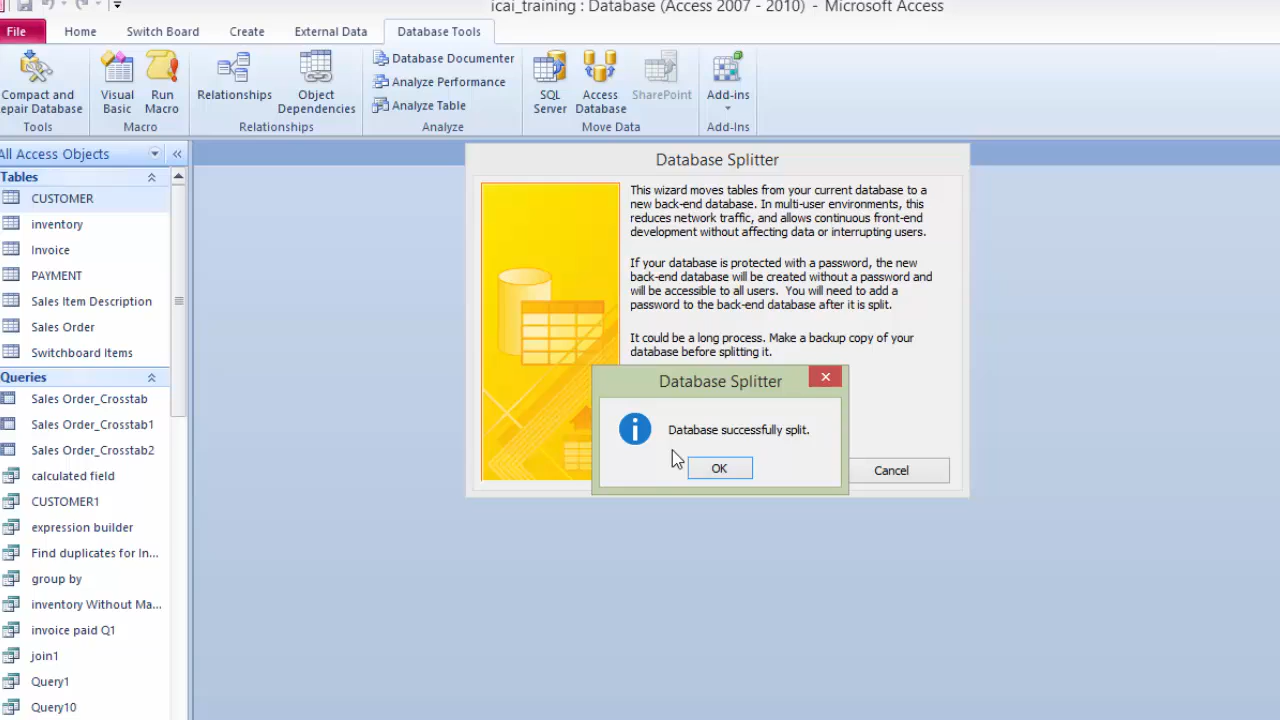 icai_training : Database (Access 2007 - 2010) - Microsoft Access
File Home Switch Board Create External Data Database Tools
Compact and
epair Database
Tools
Visual
Basic
Run
Macro
Macro
Relationships
Object
Dependencies
Relationships
Database Documenter
Analyze Performance
Analyze Table
Analyze
SQL
Server
Access
Database
SharePoint
Move Data
Add-ins
Add-Ins
All Access Objects
Tables
CUSTOMER
inventory
Invoice
PAYMENT
Sales Item Description
Sales Order
Switchboard Items
Queries
Sales Order_Crosstab
Sales Order_Crosstab1
Sales Order_Crosstab2
calculated field
CUSTOMER1
expression builder
Find duplicates for In...
group by
inventory Without Ma...
invoice paid Q1
join1
Query1
Query10
Database Splitter
This wizard moves tables from your current database to a
new back-end database. In multi-user environments, this
reduces network traffic, and allows continuous front-end
development without affecting data or interrupting users.
If your database is protected with a password, the new
back-end database will be created without a password and
will be accessible to all users. You will need to add a
password to the back-end database after it is split.
It could be a long process. Make a backup copy of your
database before splitting it.
Database Splitter
Database successfully split.
OK
Cancel